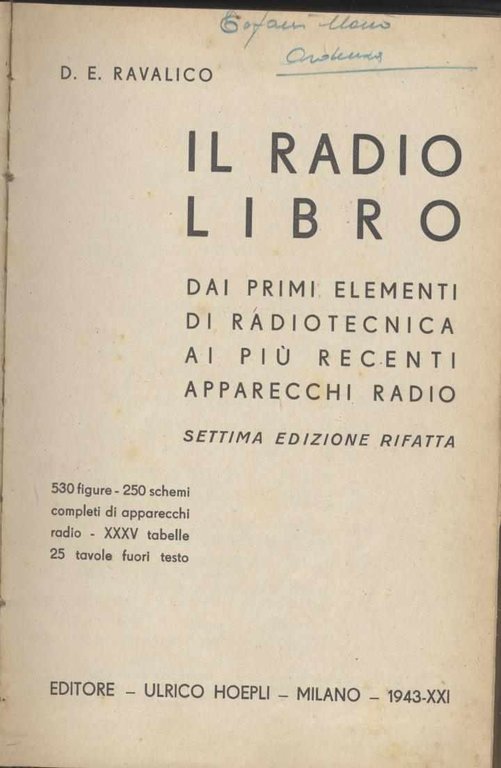 D. E. RAVALICO
IL RADIO
LIBRO
DAI PRIMI ELEMENTI
DI RADIOTECNICA
AI PIÙ RECENTI
APPARECCHI RADIO
SETTIMA EDIZIONE RIFATTA
530 figure - 250 schemi
completi di apparecchi
radio - XXXV tabelle
25 tavole fuori testo
EDITORE - ULRICO HOEPLI - MILANO - 1943-XXI